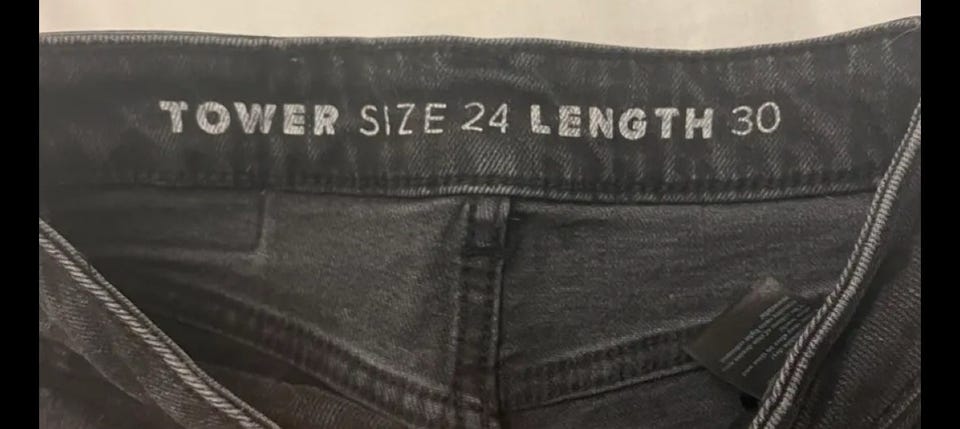 TOWER SIZE 24 LENGTH 30